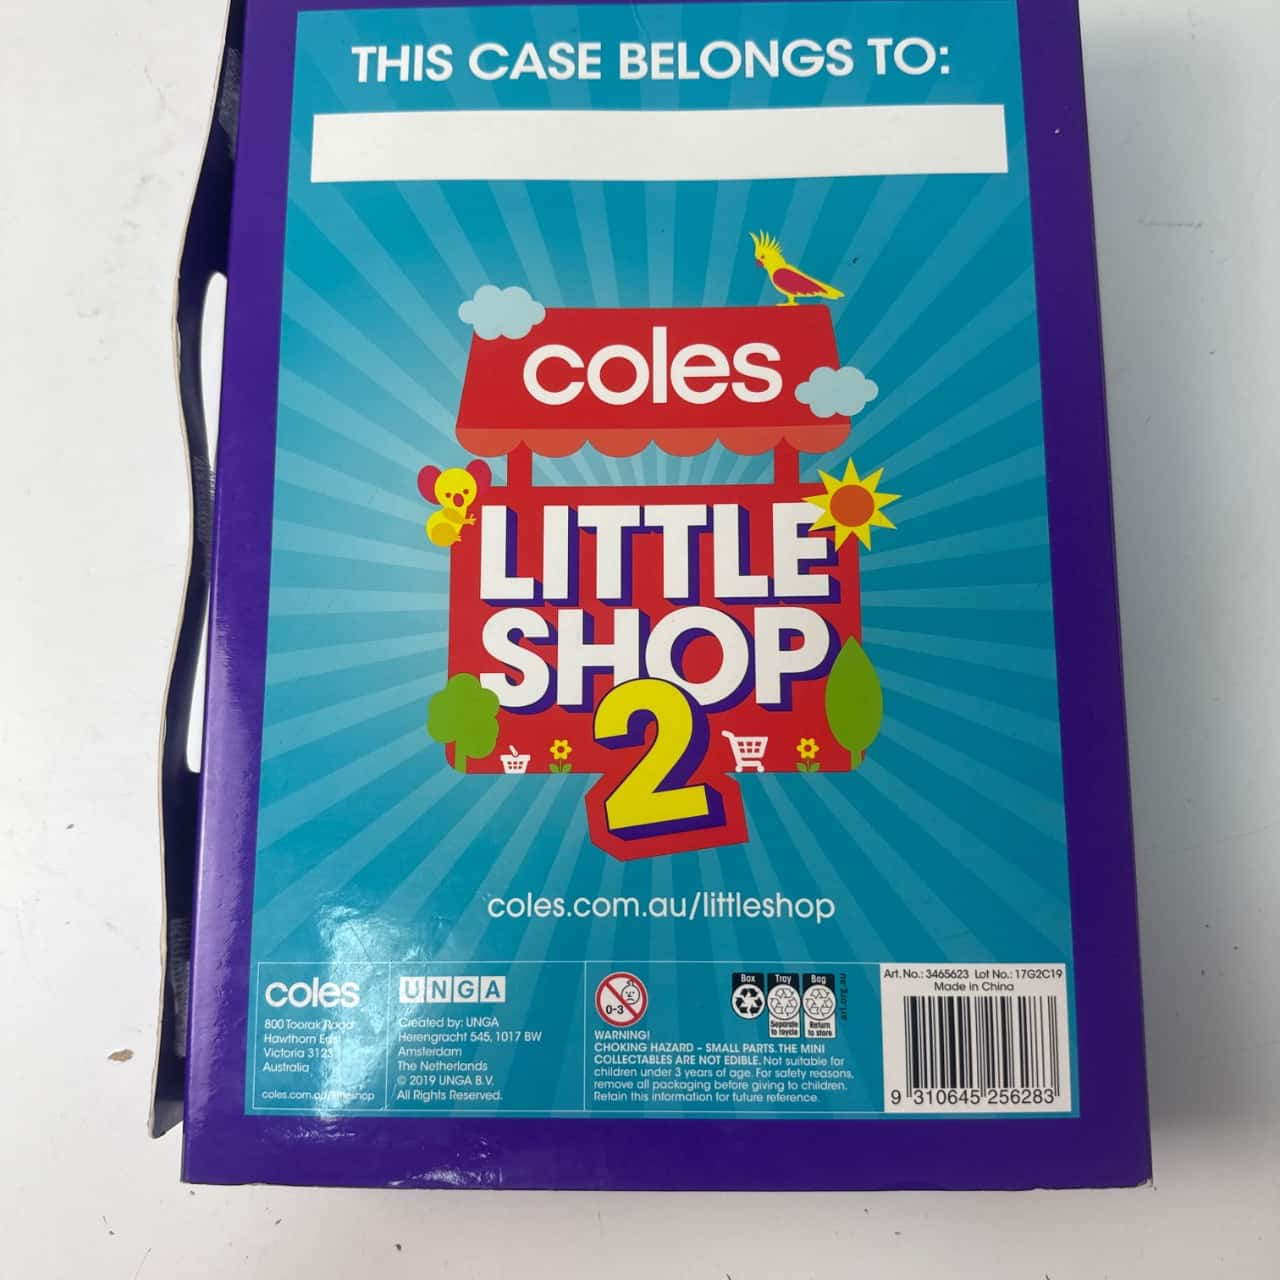 THIS CASE BELONGS TO:
coles
LITTLE
SHOP
2
coles.com.au/littleshop
coles
800 Toorak Road
Hawthorn East
Victoria 3123
Australia
coles.com.au/littleshop
UNGA
Created by: UNGA
Herengracht 545, 1017 BW
Amsterdam
The Netherlands
© 2019 UNGA B.V.
All Rights Reserved.
0-3
WARNING!
CHOKING HAZARD - SMALL PARTS. THE MINI
COLLECTABLES ARE NOT EDIBLE. Not suitable for
children under 3 years of age. For safety reasons,
remove all packaging before giving to children.
Retain this information for future reference.
Box
Tray
Separate
to recycle
Bag
Return
to store
arl.org.au
Art. No.: 3465623 Lot No.: 17G2C19
Made in China
9 310645 256283